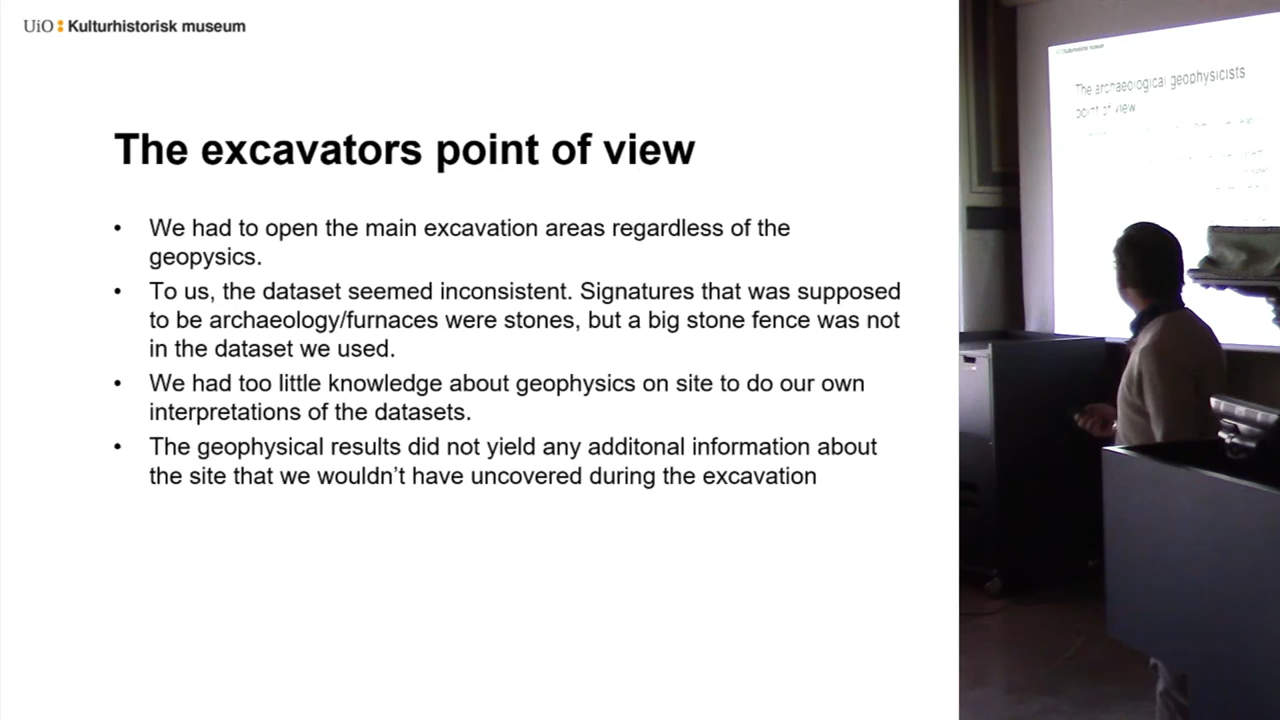 UiO : Kulturhistorisk museum
The excavators point of view
• We had to open the main excavation areas regardless of the
geopysics.
• To us, the dataset seemed inconsistent. Signatures that was supposed
to be archaeology/furnaces were stones, but a big stone fence was not
in the dataset we used.
• We had too little knowledge about geophysics on site to do our own
interpretations of the datasets.
• The geophysical results did not yield any additonal information about
the site that we wouldn't have uncovered during the excavation
The archaeological geophysicists
point of view